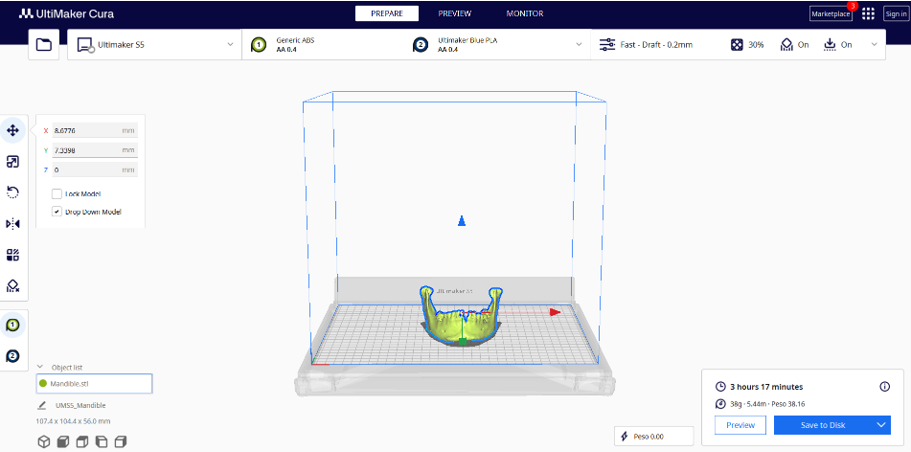 UltiMaker Cura
PREPARE
PREVIEW
MONITOR
Marketplace
3
Sign in
Ultimaker S5
1
Generic ABS
AA 0.4
2
Ultimaker Blue PLA
AA 0.4
Fast - Draft - 0.2mm
30%
On
On
X 8.6776 mm
Y 7.3398 mm
Z 0 mm
Lock Model
Drop Down Model
1
2
Object list
Mandible.stl
UMS5_Mandible
107.4 x 104.4 x 56.0 mm
3 hours 17 minutes
38g · 5.44m · Peso 38.16
Preview
Save to Disk
Peso 0.00